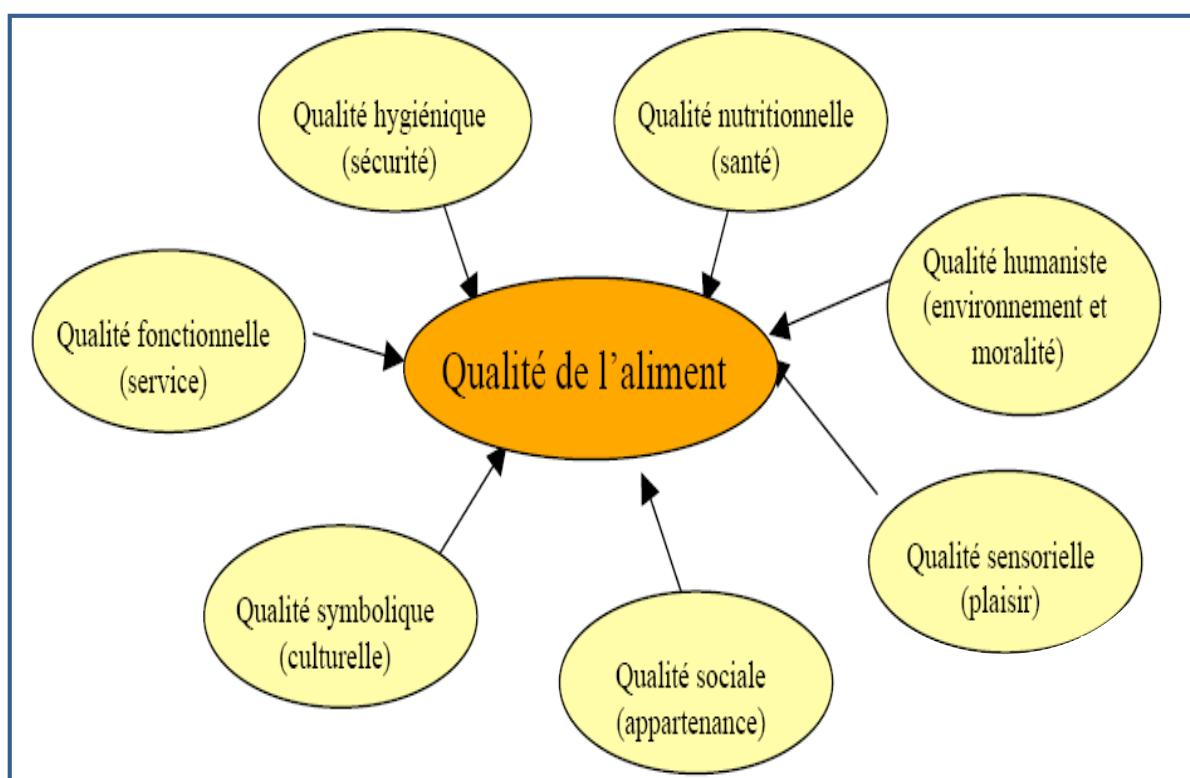 Qualité hygiénique
(sécurité)
Qualité nutritionnelle
(santé)
Qualité humaniste
(environnement et
moralité)
Qualité fonctionnelle
(service)
Qualité de l’aliment
Qualité sensorielle
(plaisir)
Qualité symbolique
(culturelle)
Qualité sociale
(appartenance)